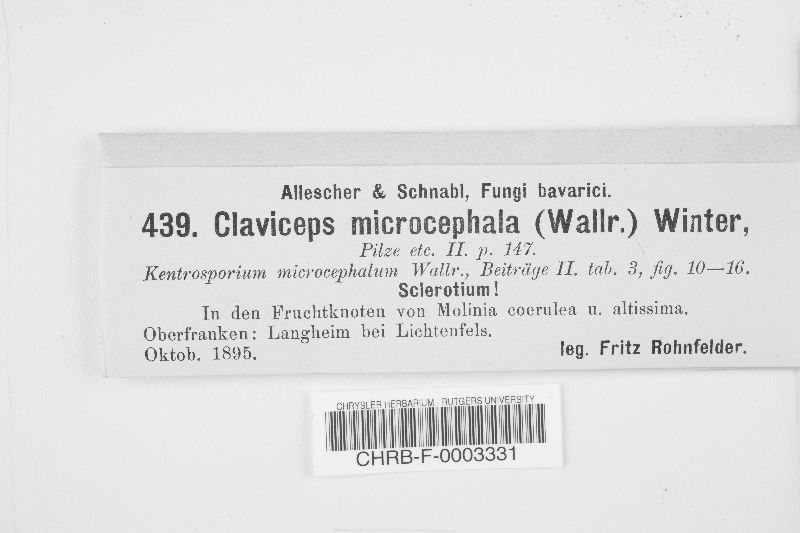 Allescher & Schnabl, Fungi bavarici.
439. Claviceps microcephala (Wallr.) Winter,
Pilze etc. II. p. 147.
Kentrosporium microcephalum Wallr., Beiträge II. tab. 3, fig. 10—16.
Sclerotium!
In den Fruchtknoten von Molinia coerulea u. altissima.
Oberfranken: Langheim bei Lichtenfels.
Oktob. 1895. leg. Fritz Rohnfelder.
CHRYSLER HERBARIUM - RUTGERS UNIVERSITY
CHRB-F-0003331